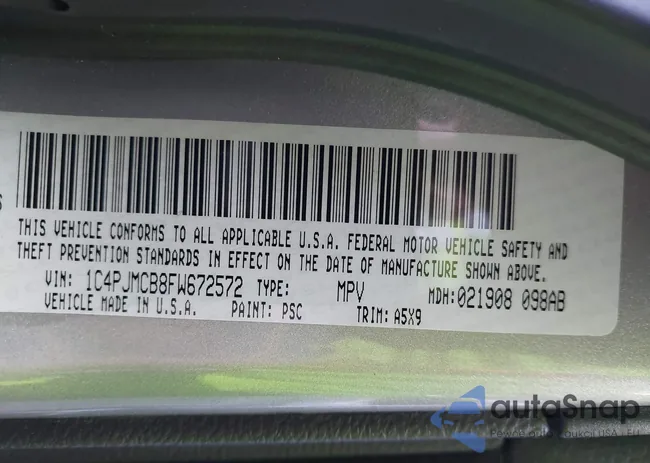 THIS VEHICLE CONFORMS TO ALL APPLICABLE U.S.A. FEDERAL MOTOR VEHICLE SAFETY AND
THEFT PREVENTION STANDARDS IN EFFECT ON THE DATE OF MANUFACTURE SHOWN ABOVE.
VIN: 1C4PJMCB8FW672572 TYPE: MPV MDH:021908 098AB
VEHICLE MADE IN U.S.A. PAINT: PSC TRIM: A5X9
autoSnap